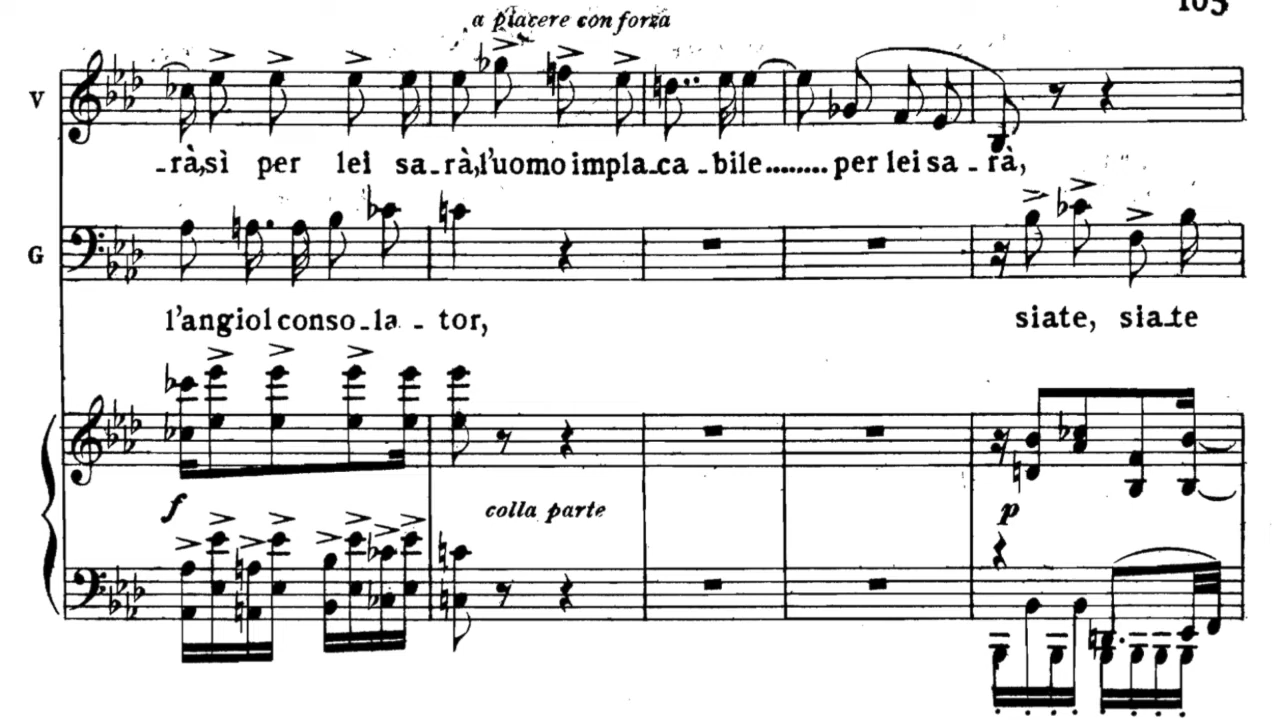 105
a piacere con forza
V
-rà, sì per lei sa-rà, l'uomo impla-ca-bile........ per lei sa-rà,
G
l'angiol conso-la-tor, siate, sia-te
f
colla parte
p